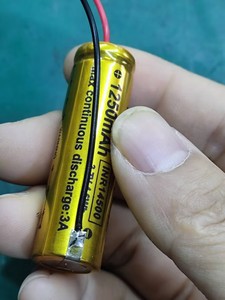 +1250mAh INR14500
Max continuous discharge:3A